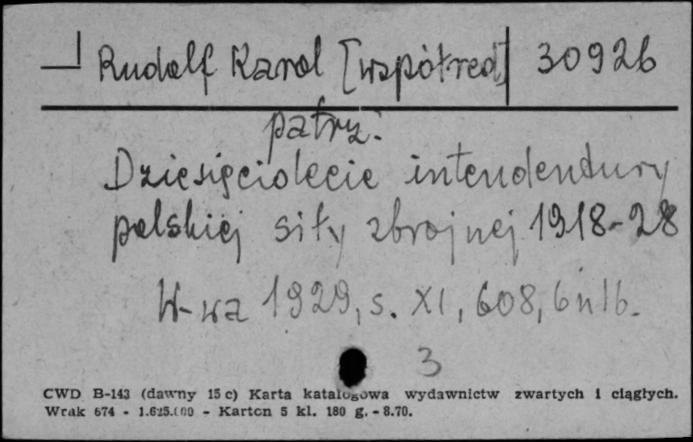 Rudolf Karol [współred.] 30926
patrz:
Dziesięciolecie intendentury
polskiej siły zbrojnej 1918-28
W-wa 1929, s. XI, 608, 6 nlb.
3
CWD B-143 (dawny 15 c) Karta katalogowa wydawnictw zwartych i ciągłych.
Wrak 674 - 1.625.000 - Karton 5 kl. 180 g. - 8.70.